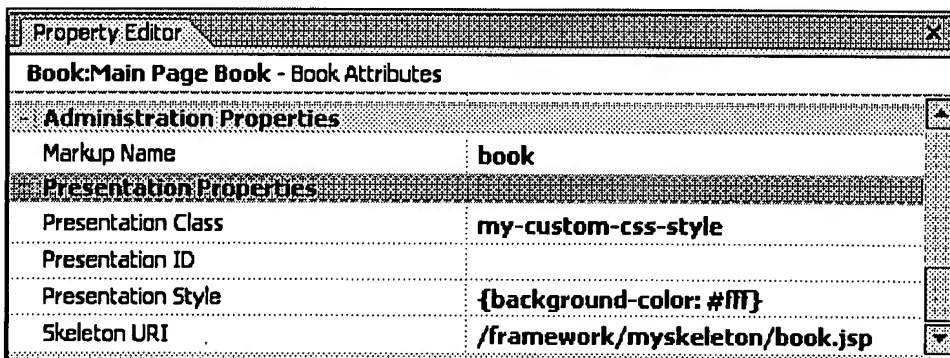 Property Editor X
Book:Main Page Book - Book Attributes
- Administration Properties
Markup Name book
Presentation Properties
Presentation Class my-custom-css-style
Presentation ID
Presentation Style {background-color: #fff}
Skeleton URI /framework/myskeleton/book.jsp